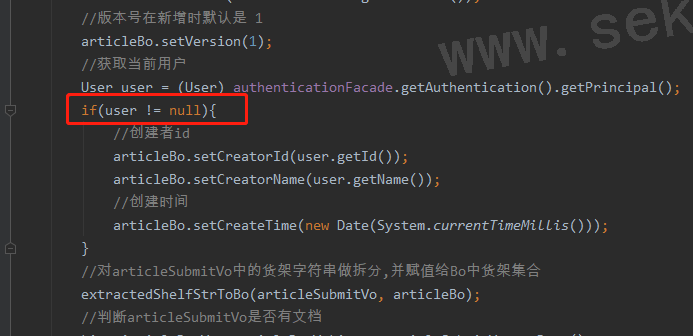 www. sek
//版本号在新增时默认是 1
articleBo.setVersion(1);
//获取当前用户
User user = (User) authenticationFacade.getAuthentication().getPrincipal();
if(user != null){
//创建者id
articleBo.setCreatorId(user.getId());
articleBo.setCreatorName(user.getName());
//创建时间
articleBo.setCreateTime(new Date(System.currentTimeMillis()));
}
//对articleSubmitVo中的货架字符串做拆分,并赋值给Bo中货架集合
extractedShelfStrToBo(articleSubmitVo, articleBo);
//判断articleSubmitVo是否有文档